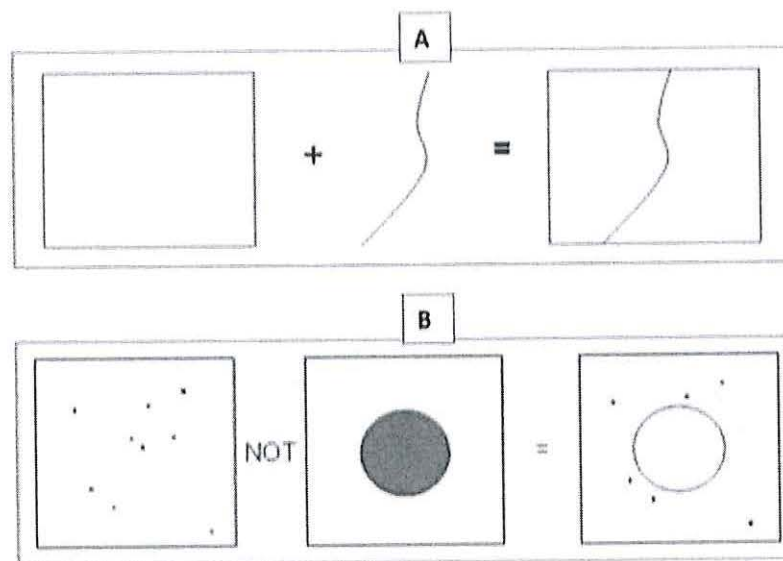 A
+ =
B
NOT =